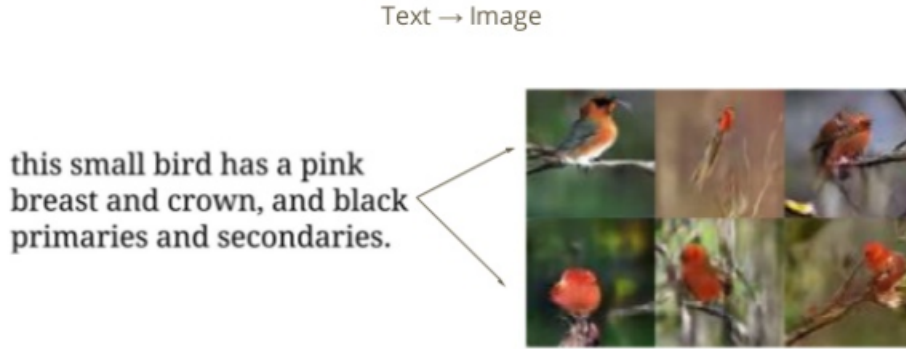 Text → Image
this small bird has a pink
breast and crown, and black
primaries and secondaries.